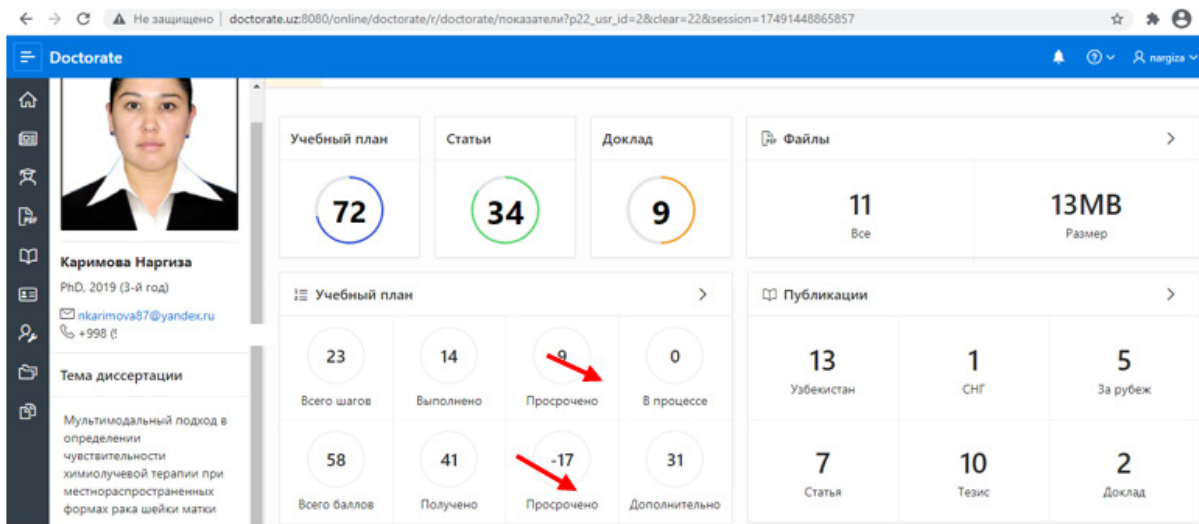 Не защищено | doctorate.uz:8080/online/doctorate/r/doctorate/показатели?p22_usr_id=2&clear=22&session=17491448865857
Doctorate
nargiza
Каримова Наргиза
PhD, 2019 (3-й год)
nkarimova87@yandex.ru
+998 (
Тема диссертации
Мультимодальный подход в
определении
чувствительности
химиолучевой терапии при
местнораспространенных
формах рака шейки матки
Учебный план
72
Статьи
34
Доклад
9
PDF Файлы
11
Все
13MB
Размер
Учебный план
23
Всего шагов
14
Выполнено
9
Просрочено
0
В процессе
58
Всего баллов
41
Получено
-17
Просрочено
31
Дополнительно
Публикации
13
Узбекистан
1
СНГ
5
За рубеж
7
Статья
10
Тезис
2
Доклад